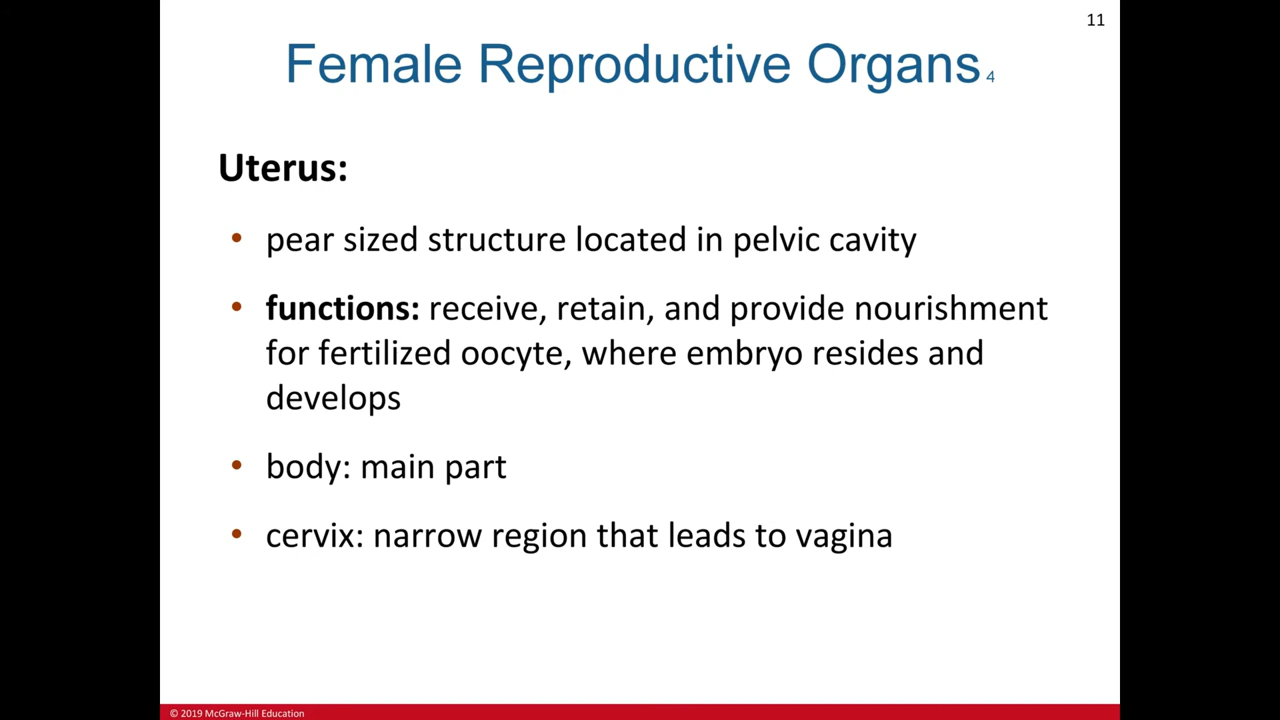 11
Female Reproductive Organs 4
Uterus:
• pear sized structure located in pelvic cavity
• functions: receive, retain, and provide nourishment
for fertilized oocyte, where embryo resides and
develops
• body: main part
• cervix: narrow region that leads to vagina
© 2019 McGraw-Hill Education